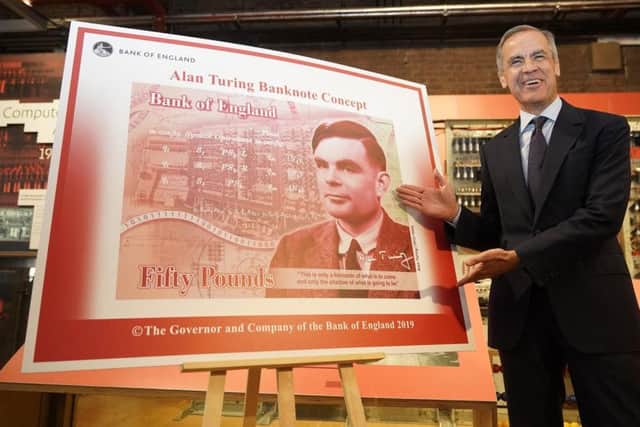 BANK OF ENGLAND
Alan Turing Banknote Concept
Bank of England
Fifty Pounds
"This is only a foretaste of what is to come
and only the shadow of what is going to be"
©The Governor and Company of the Bank of England 2019
Compute